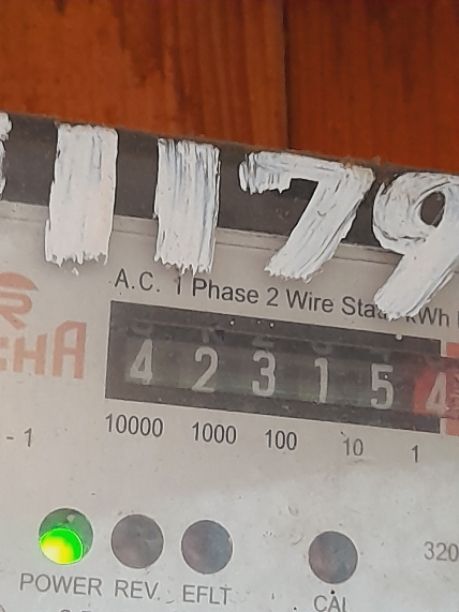 1179
A.C. 1 Phase 2 Wire Static kWh
4 2 3 1 5 4
10000 1000 100 10 1
- 1
POWER REV. EFLT CAL
320